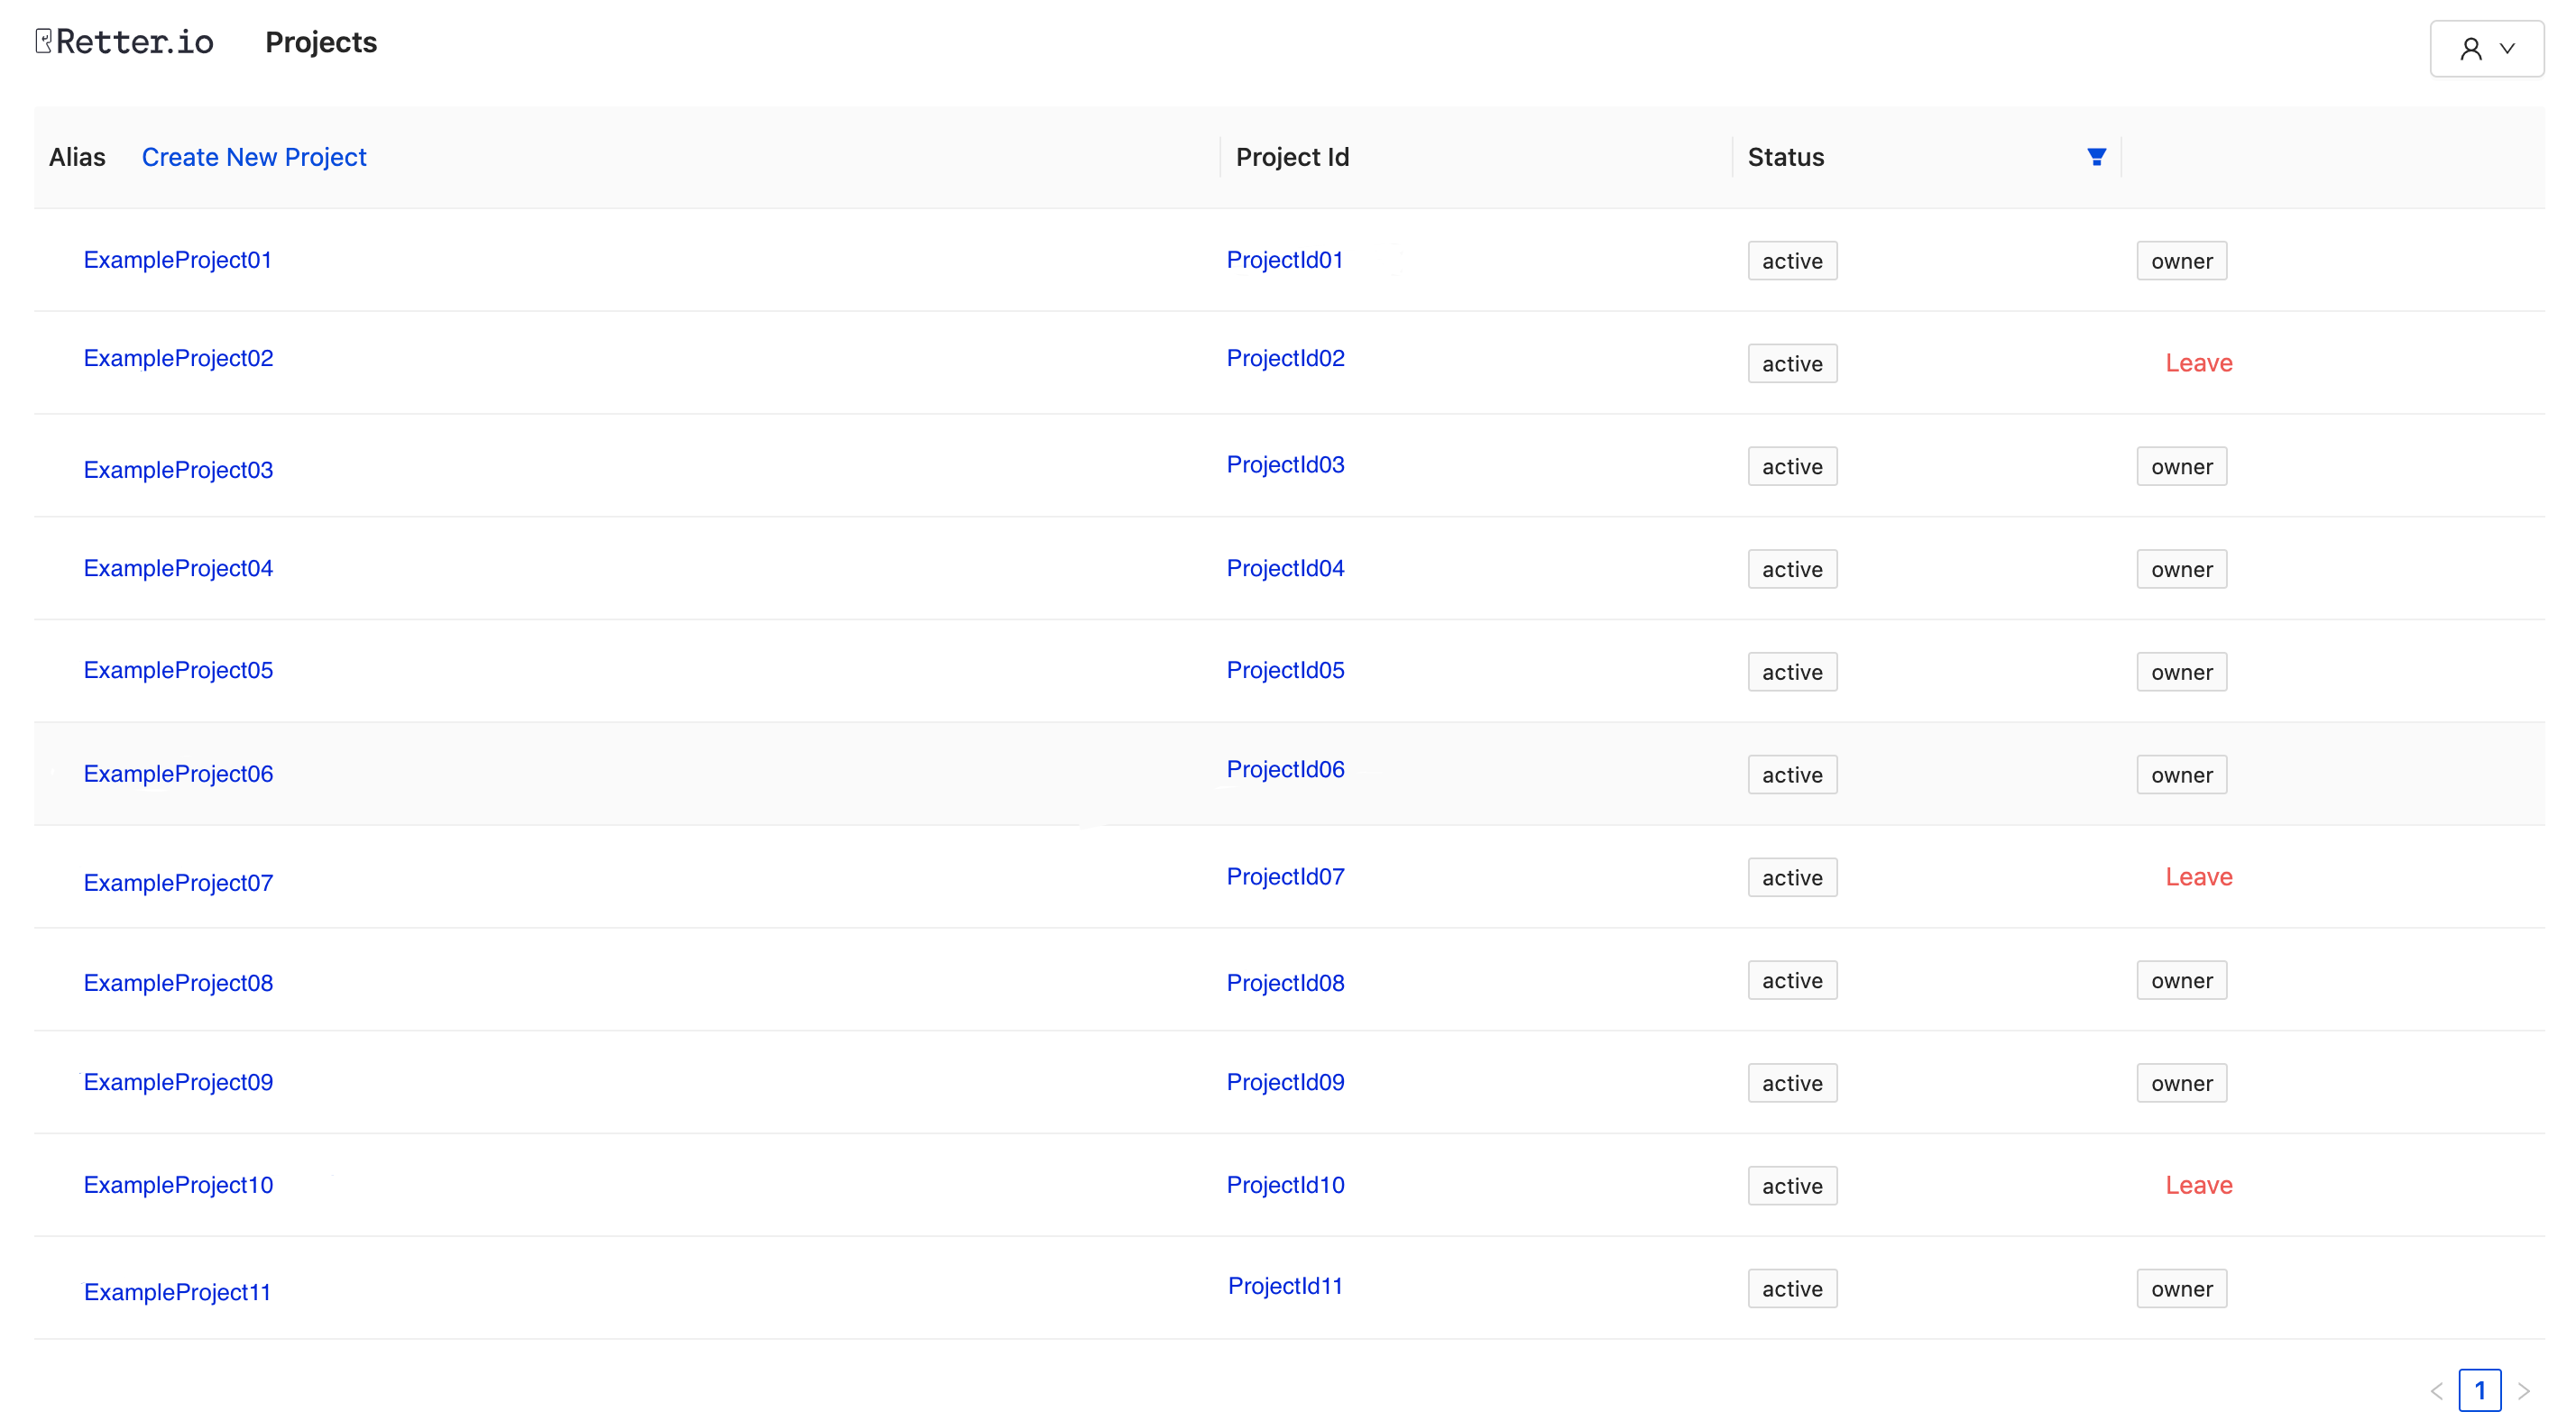 Retter.io Projects
Alias Create New Project Project Id Status
ExampleProject01 ProjectId01 active owner
ExampleProject02 ProjectId02 active Leave
ExampleProject03 ProjectId03 active owner
ExampleProject04 ProjectId04 active owner
ExampleProject05 ProjectId05 active owner
ExampleProject06 ProjectId06 active owner
ExampleProject07 ProjectId07 active Leave
ExampleProject08 ProjectId08 active owner
ExampleProject09 ProjectId09 active owner
ExampleProject10 ProjectId10 active Leave
ExampleProject11 ProjectId11 active owner
< 1 >